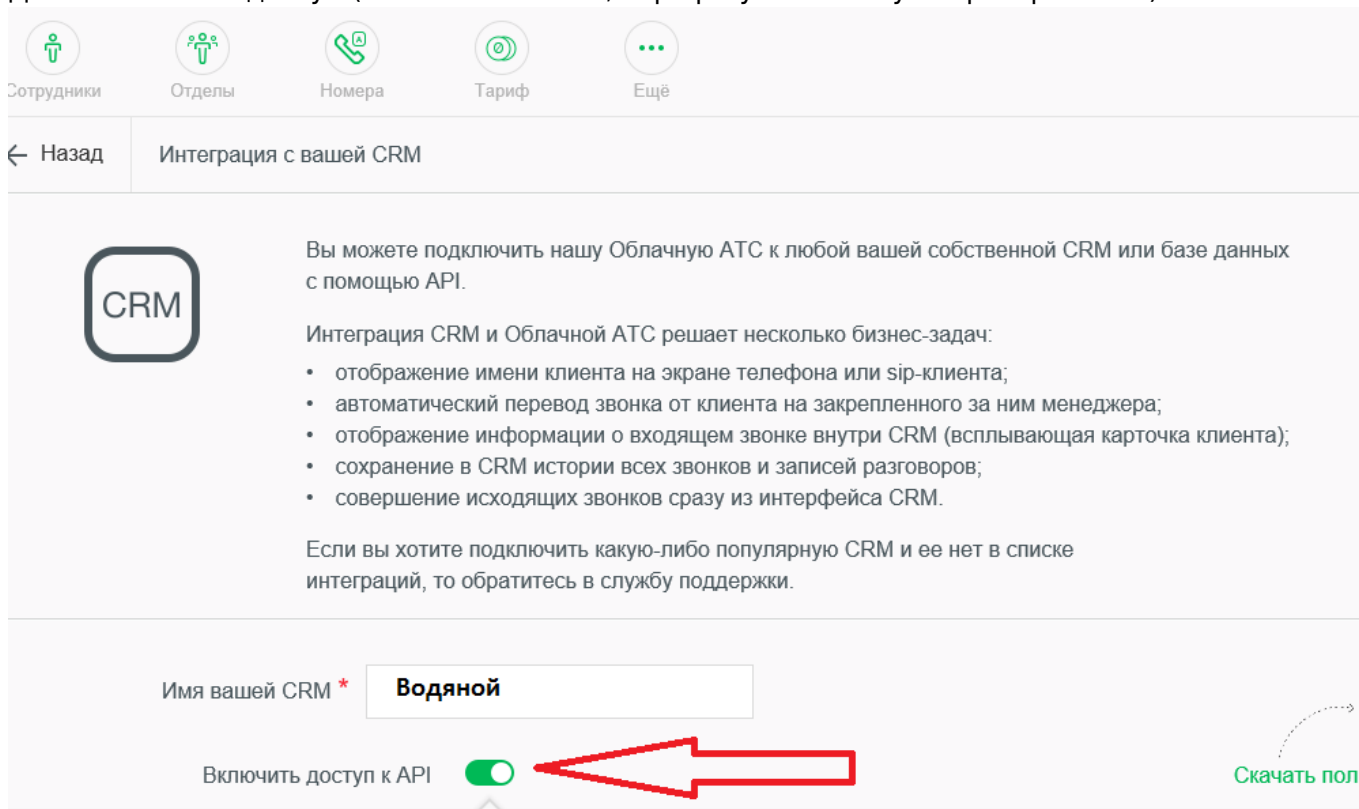 Сотрудники Отделы Номера Тариф Ещё
← Назад Интеграция с вашей CRM
CRM
Вы можете подключить нашу Облачную АТС к любой вашей собственной CRM или базе данных
с помощью API.
Интеграция CRM и Облачной АТС решает несколько бизнес-задач:
• отображение имени клиента на экране телефона или sip-клиента;
• автоматический перевод звонка от клиента на закрепленного за ним менеджера;
• отображение информации о входящем звонке внутри CRM (всплывающая карточка клиента);
• сохранение в CRM истории всех звонков и записей разговоров;
• совершение исходящих звонков сразу из интерфейса CRM.
Если вы хотите подключить какую-либо популярную CRM и ее нет в списке
интеграций, то обратитесь в службу поддержки.
Имя вашей CRM * Водяной
Включить доступ к API
Скачать пол